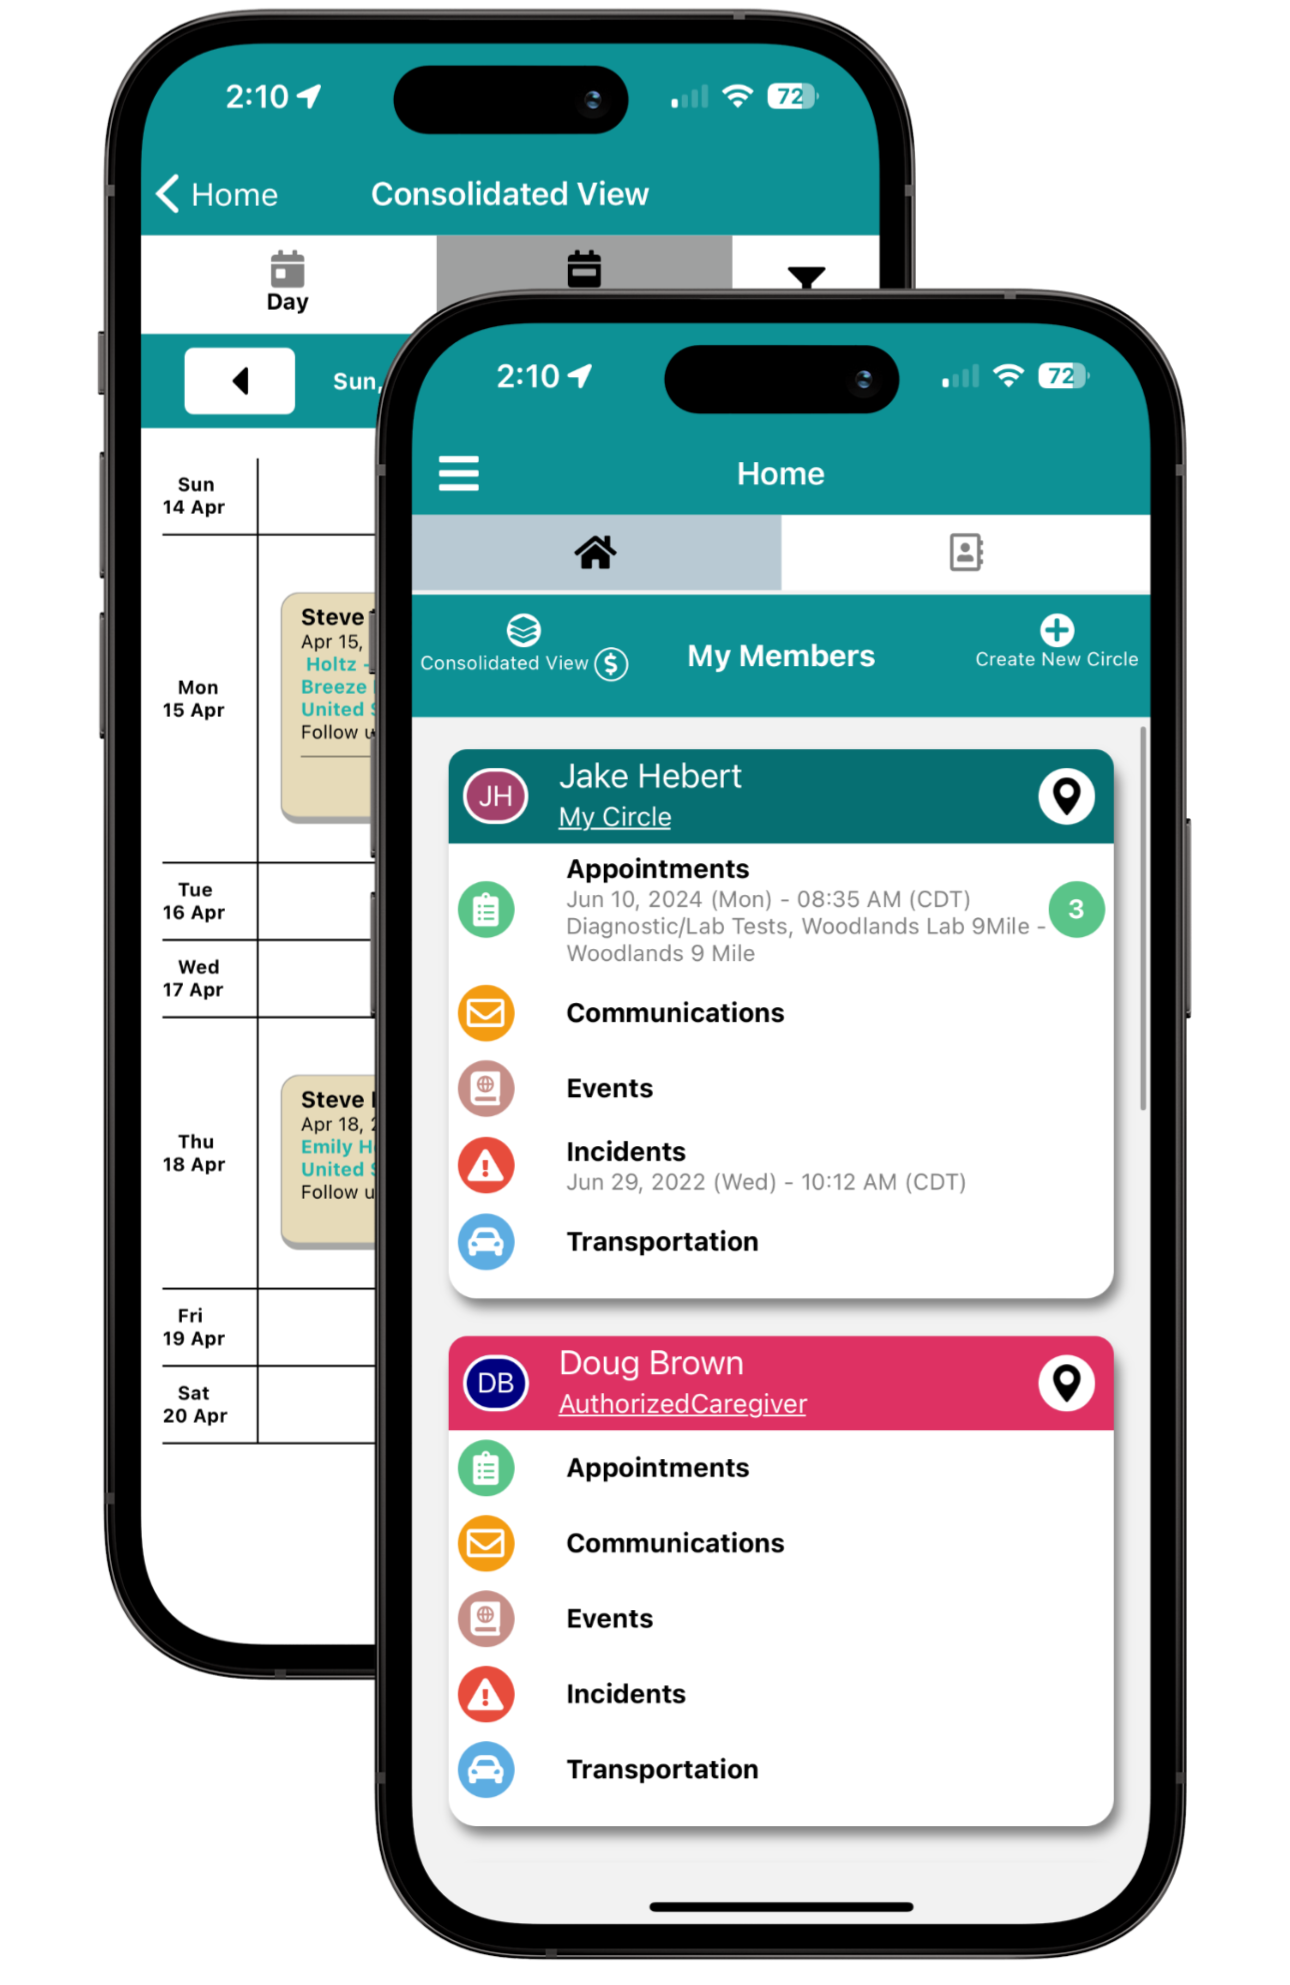 2:10
72
Home
Consolidated View
Day
Sun,
Sun
14 Apr
Mon
15 Apr
Steve
Apr 15,
Holtz -
Breeze
United
Follow
Tue
16 Apr
Wed
17 Apr
Thu
18 Apr
Steve
Apr 18,
Emily
United
Follow
Fri
19 Apr
Sat
20 Apr
2:10
72
Home
Consolidated View $
My Members
Create New Circle
JH
Jake Hebert
My Circle
Appointments
Jun 10, 2024 (Mon) - 08:35 AM (CDT)
Diagnostic/Lab Tests, Woodlands Lab 9Mile -
Woodlands 9 Mile
3
Communications
Events
Incidents
Jun 29, 2022 (Wed) - 10:12 AM (CDT)
Transportation
DB
Doug Brown
AuthorizedCaregiver
Appointments
Communications
Events
Incidents
Transportation